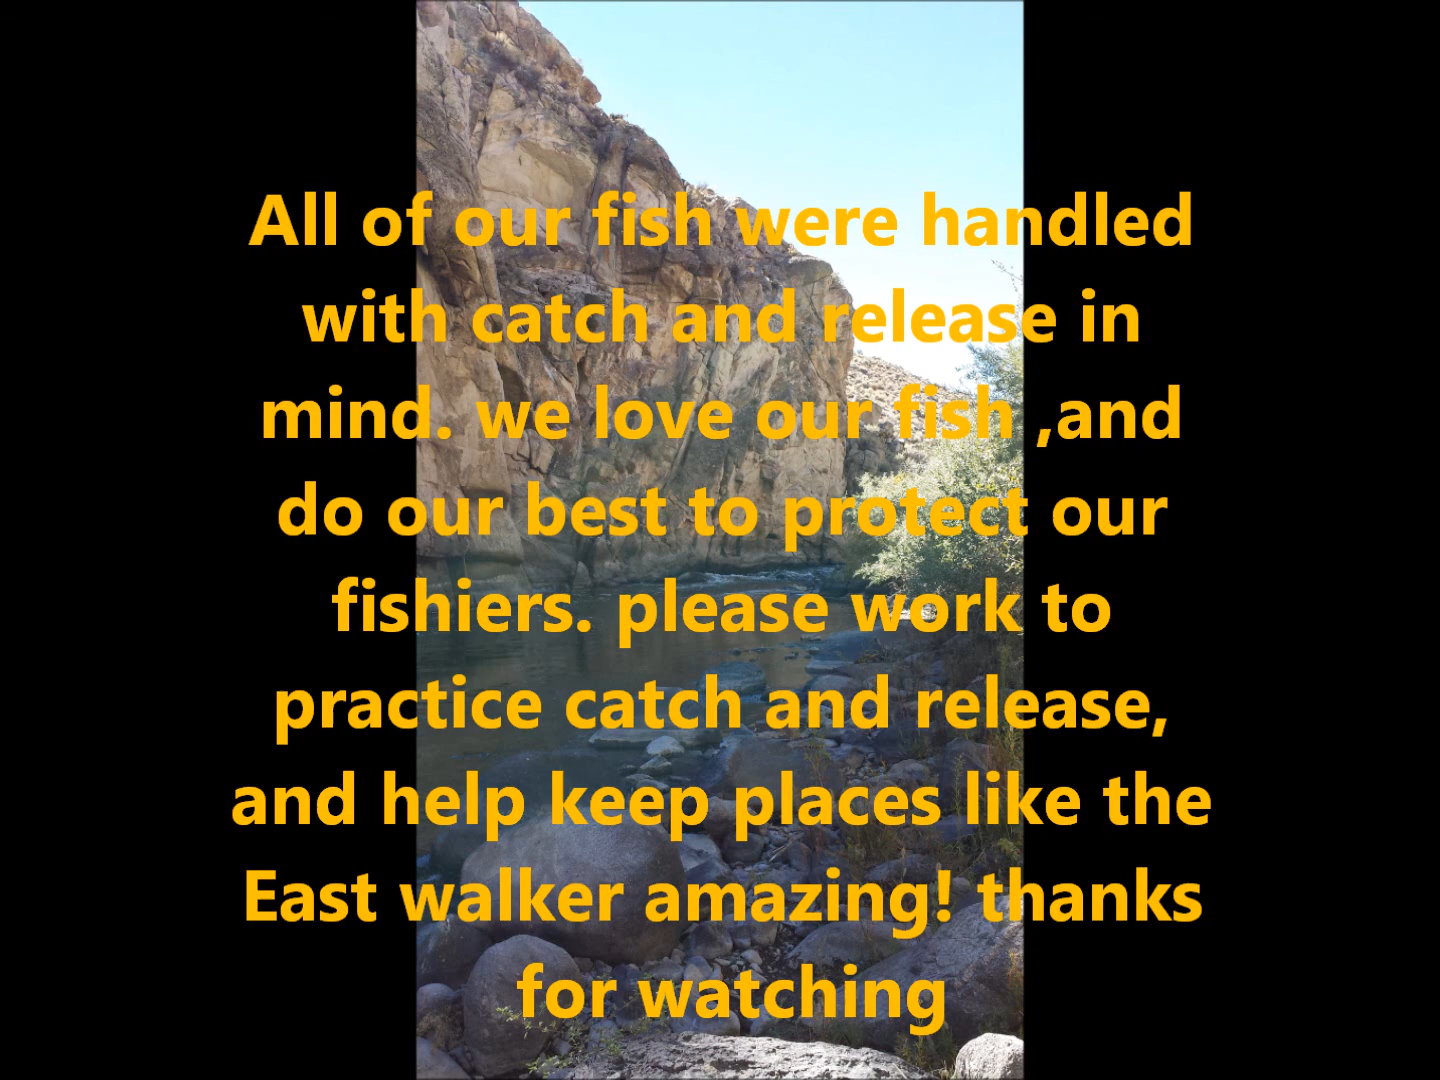 All of our fish were handled
with catch and release in
mind. we love our fish ,and
do our best to protect our
fishiers. please work to
practice catch and release,
and help keep places like the
East walker amazing! thanks
for watching